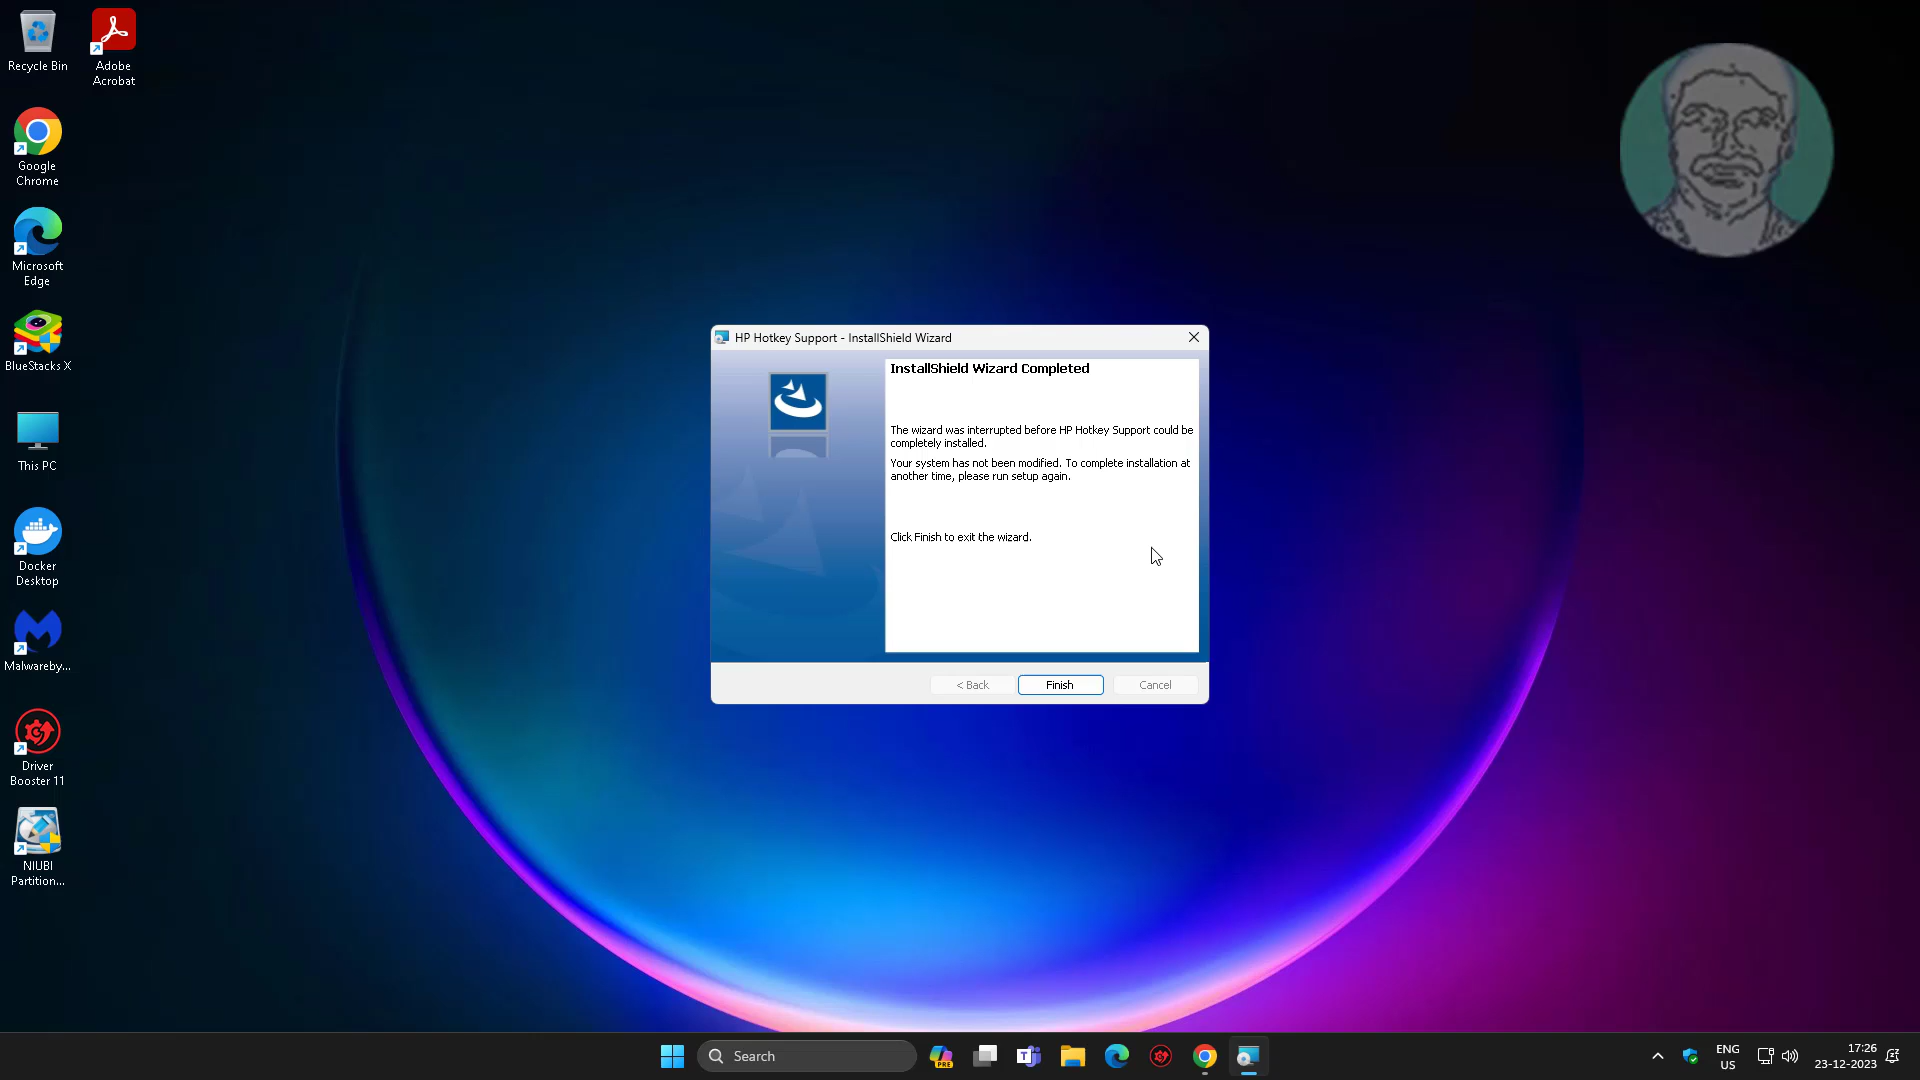 Recycle Bin
Adobe
Acrobat
Google
Chrome
Microsoft
Edge
BlueStacks X
This PC
Docker
Desktop
Malwareby...
Driver
Booster 11
NIUBI
Partition...
HP Hotkey Support - InstallShield Wizard
InstallShield Wizard Completed
The wizard was interrupted before HP Hotkey Support could be
completely installed.
Your system has not been modified. To complete installation at
another time, please run setup again.
Click Finish to exit the wizard.
< Back
Finish
Cancel
Search
PRE
ENG
US
17:26
23-12-2023